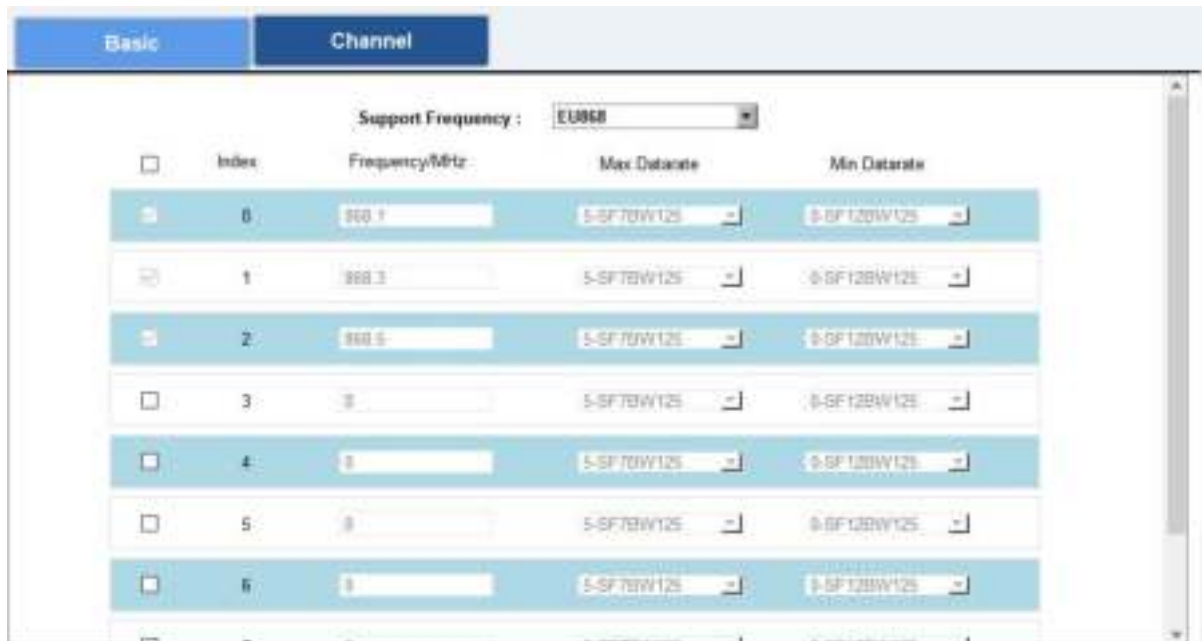 Basic Channel
Support Frequency : EU868
Index Frequency/MHz Max Datarate Min Datarate
0 868.1 5-SF7BW125 0-SF12BW125
1 868.3 5-SF7BW125 0-SF12BW125
2 868.5 5-SF7BW125 0-SF12BW125
3 0 5-SF7BW125 0-SF12BW125
4 0 5-SF7BW125 0-SF12BW125
5 0 5-SF7BW125 0-SF12BW125
6 0 5-SF7BW125 0-SF12BW125